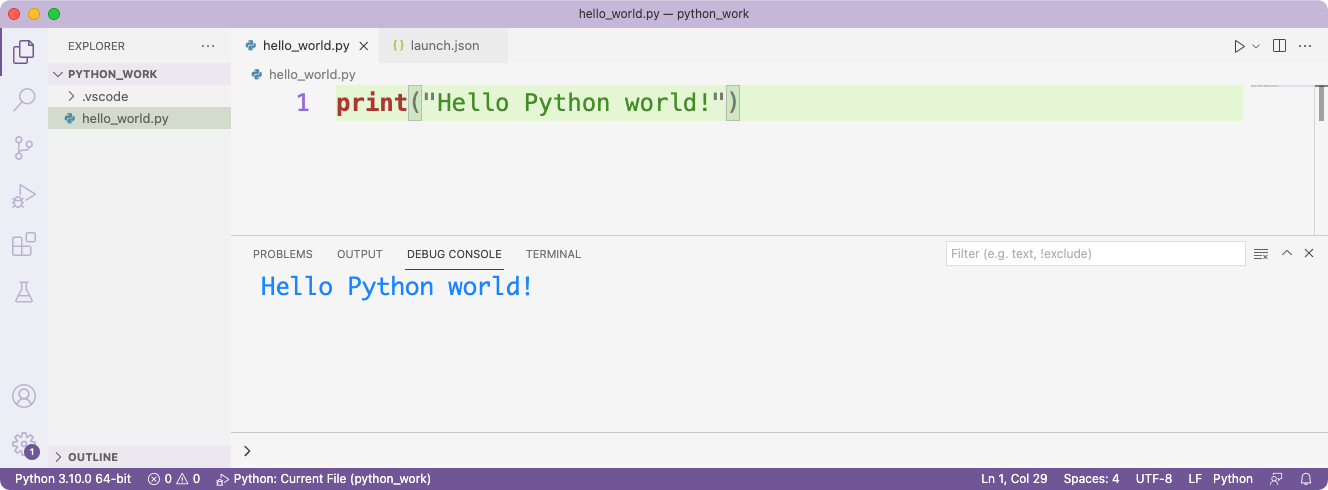 hello_world.py — python_work
EXPLORER
PYTHON_WORK
.vscode
hello_world.py
OUTLINE
hello_world.py
{} launch.json
hello_world.py
1 print("Hello Python world!")
PROBLEMS OUTPUT DEBUG CONSOLE TERMINAL
Filter (e.g. text, !exclude)
Hello Python world!
1
Python 3.10.0 64-bit 0 0 Python: Current File (python_work) Ln 1, Col 29 Spaces: 4 UTF-8 LF Python